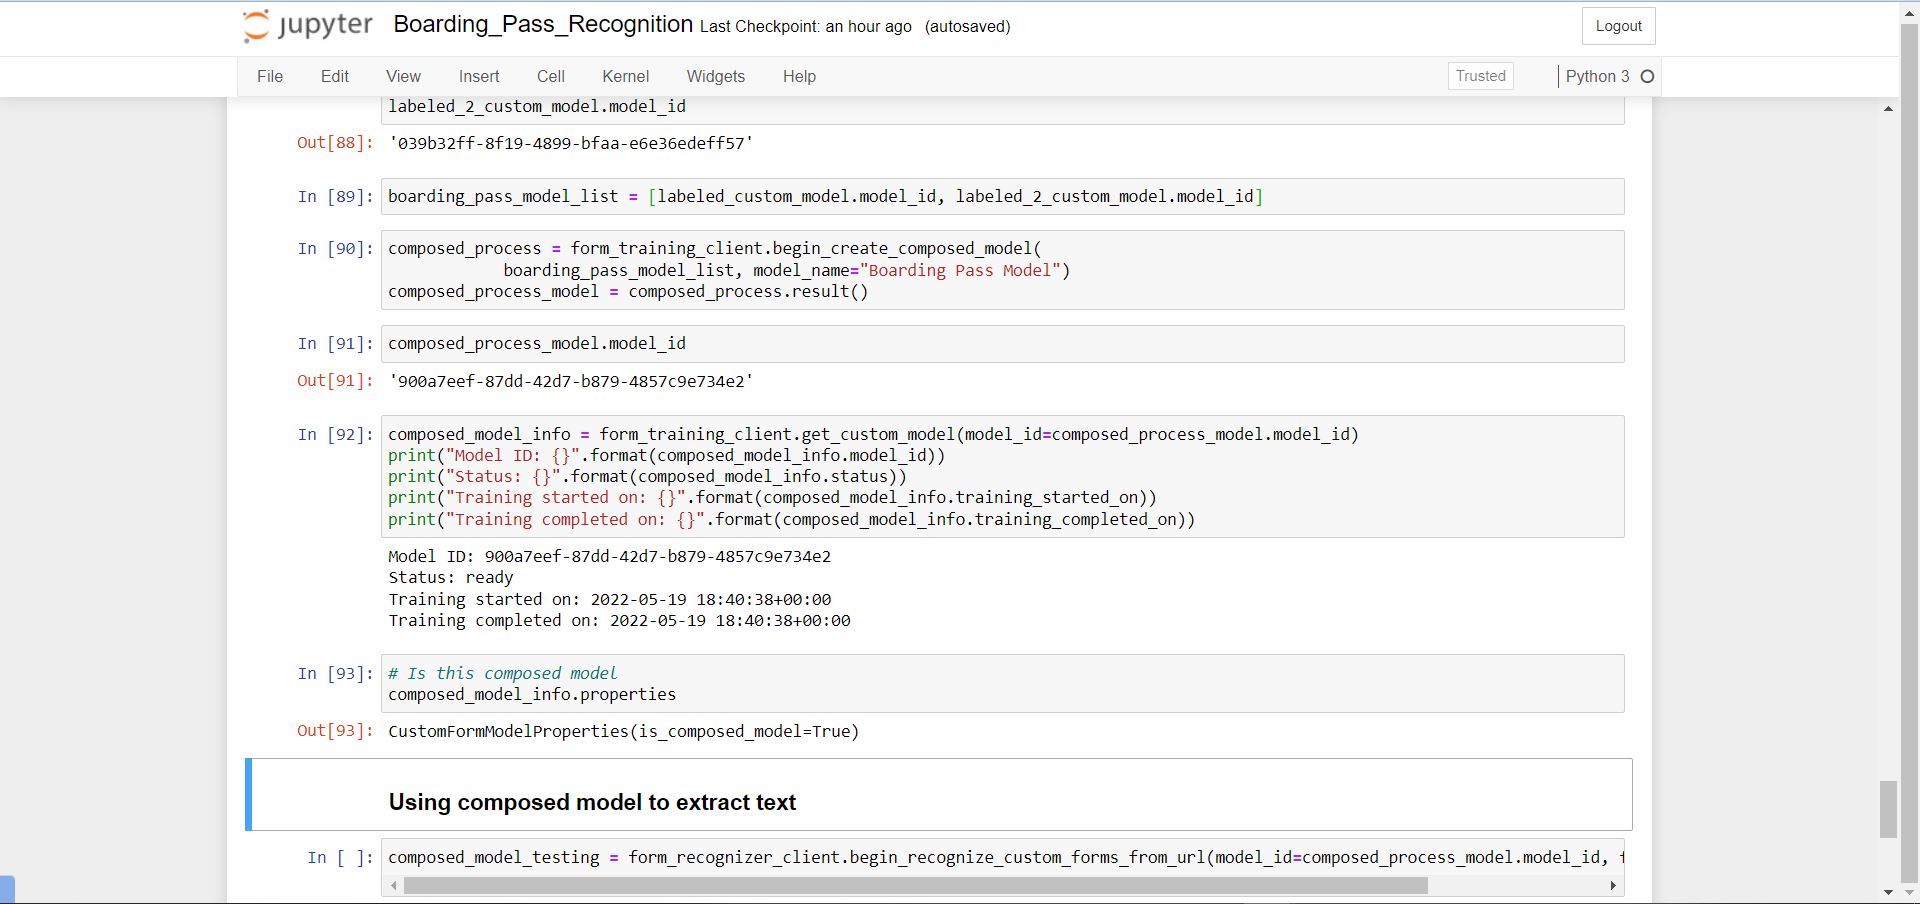 jupyter Boarding_Pass_Recognition Last Checkpoint: an hour ago (autosaved) Logout
File Edit View Insert Cell Kernel Widgets Help Trusted Python 3
labeled_2_custom_model.model_id
Out[88]: '039b32ff-8f19-4899-bfaa-e6e36edeff57'
In [89]: boarding_pass_model_list = [labeled_custom_model.model_id, labeled_2_custom_model.model_id]
In [90]: composed_process = form_training_client.begin_create_composed_model(
boarding_pass_model_list, model_name="Boarding Pass Model")
composed_process_model = composed_process.result()
In [91]: composed_process_model.model_id
Out[91]: '900a7eef-87dd-42d7-b879-4857c9e734e2'
In [92]: composed_model_info = form_training_client.get_custom_model(model_id=composed_process_model.model_id)
print("Model ID: {}".format(composed_model_info.model_id))
print("Status: {}".format(composed_model_info.status))
print("Training started on: {}".format(composed_model_info.training_started_on))
print("Training completed on: {}".format(composed_model_info.training_completed_on))
Model ID: 900a7eef-87dd-42d7-b879-4857c9e734e2
Status: ready
Training started on: 2022-05-19 18:40:38+00:00
Training completed on: 2022-05-19 18:40:38+00:00
In [93]: # Is this composed model
composed_model_info.properties
Out[93]: CustomFormModelProperties(is_composed_model=True)
Using composed model to extract text
In [ ]: composed_model_testing = form_recognizer_client.begin_recognize_custom_forms_from_url(model_id=composed_process_model.model_id,